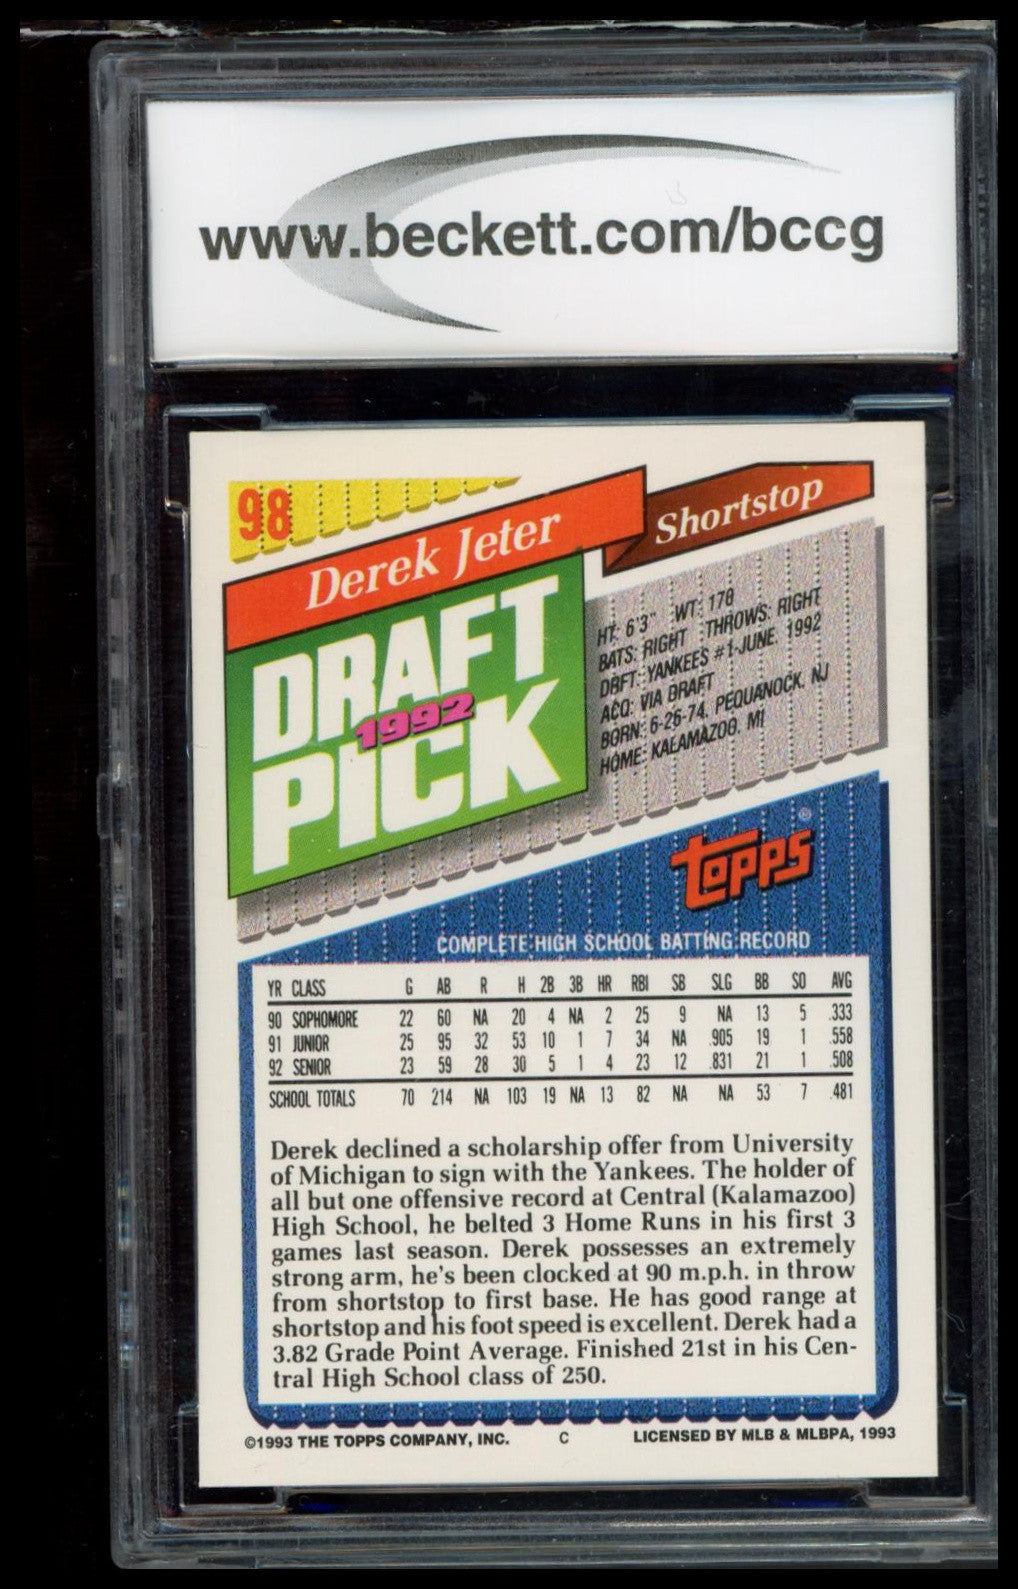 www.beckett.com/bccg
98
Derek Jeter
Shortstop
DRAFT
1992
PICK
HT: 6'3" WT: 170
BATS: RIGHT THROWS: RIGHT
DRFT: YANKEES #1-JUNE, 1992
ACQ: VIA DRAFT
BORN: 6-26-74, PEQUANOCK, NJ
HOME: KALAMAZOO, MI
Topps®
COMPLETE HIGH SCHOOL BATTING RECORD
YR CLASS G AB R H 2B 3B HR RBI SB SLG BB SO AVG
90 SOPHOMORE 22 60 NA 20 4 NA 2 25 9 NA 13 5 .333
91 JUNIOR 25 95 32 53 10 1 7 34 NA .905 19 1 .558
92 SENIOR 23 59 28 30 5 1 4 23 12 .831 21 1 .508
SCHOOL TOTALS 70 214 NA 103 19 NA 13 82 NA NA 53 7 .481
Derek declined a scholarship offer from University
of Michigan to sign with the Yankees. The holder of
all but one offensive record at Central (Kalamazoo)
High School, he belted 3 Home Runs in his first 3
games last season. Derek possesses an extremely
strong arm, he's been clocked at 90 m.p.h. in throw
from shortstop to first base. He has good range at
shortstop and his foot speed is excellent. Derek had a
3.82 Grade Point Average. Finished 21st in his Cen-
tral High School class of 250.
©1993 THE TOPPS COMPANY, INC. C LICENSED BY MLB & MLBPA, 1993